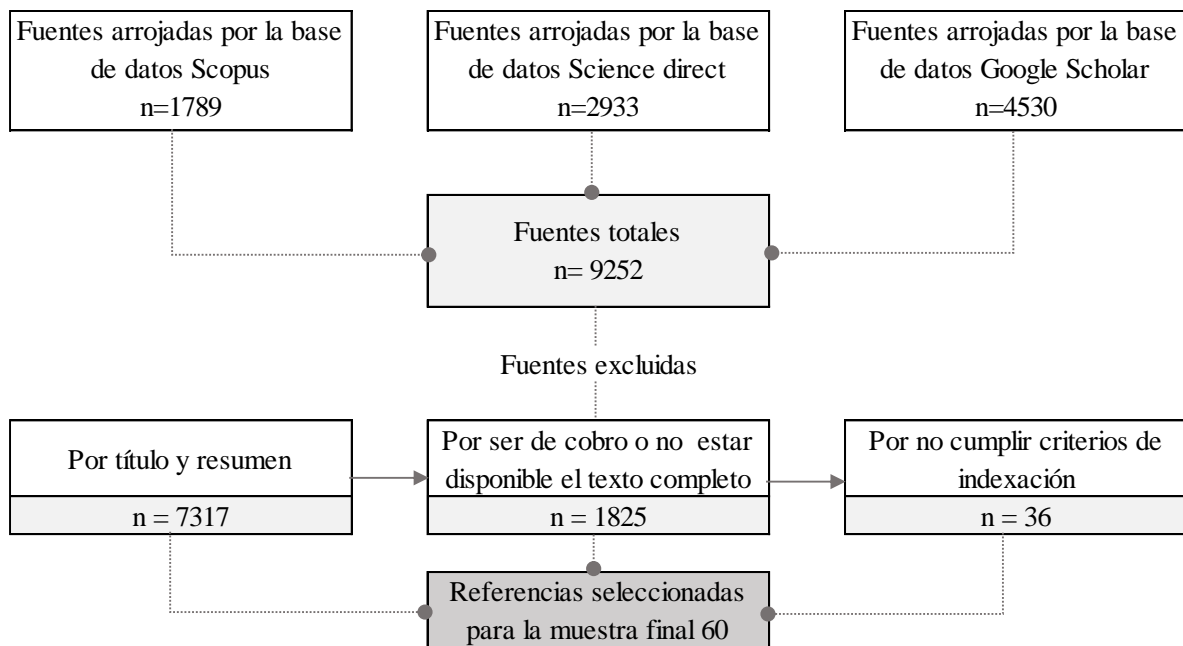 Fuentes arrojadas por la base
de datos Scopus
n=1789
Fuentes arrojadas por la base
de datos Science direct
n=2933
Fuentes arrojadas por la base
de datos Google Scholar
n=4530
Fuentes totales
n= 9252
Fuentes excluidas
Por título y resumen
n = 7317
Por ser de cobro o no estar
disponible el texto completo
n = 1825
Por no cumplir criterios de
indexación
n = 36
Referencias seleccionadas
para la muestra final 60